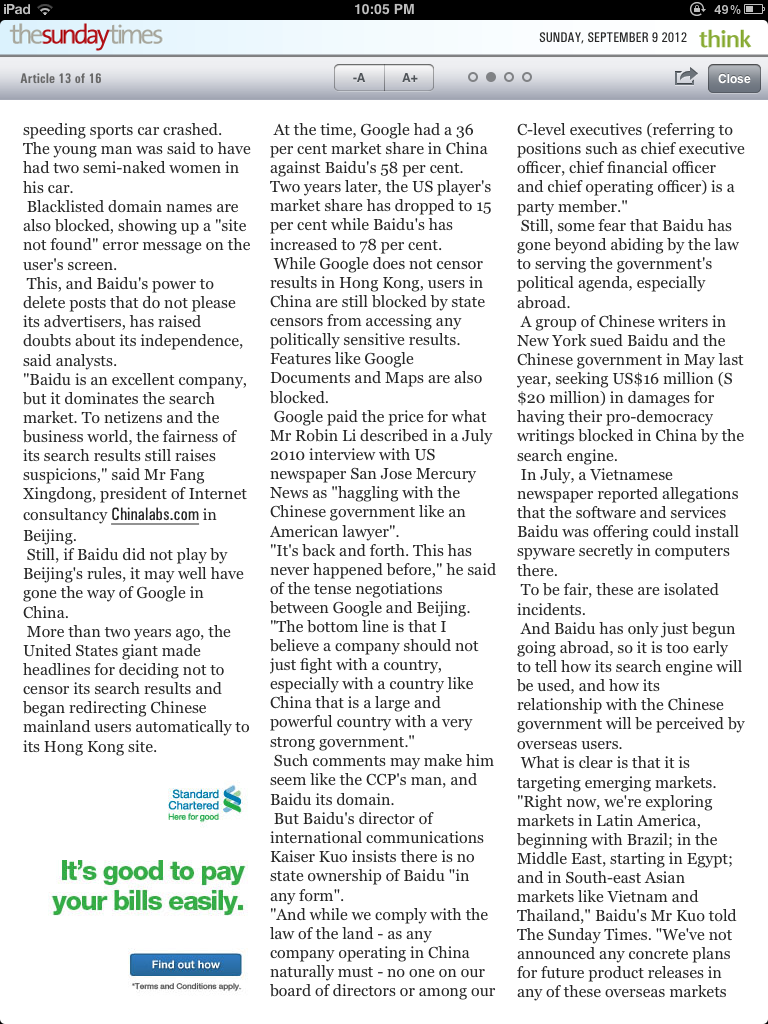 iPad
10:05 PM
49%
thesundaytimes
SUNDAY, SEPTEMBER 9 2012
think
Article 13 of 16
-A
A+
Close
speeding sports car crashed.
The young man was said to have
had two semi-naked women in
his car.
Blacklisted domain names are
also blocked, showing up a "site
not found" error message on the
user's screen.
This, and Baidu's power to
delete posts that do not please
its advertisers, has raised
doubts about its independence,
said analysts.
"Baidu is an excellent company,
but it dominates the search
market. To netizens and the
business world, the fairness of
its search results still raises
suspicions," said Mr Fang
Xingdong, president of Internet
consultancy Chinalabs.com in
Beijing.
Still, if Baidu did not play by
Beijing's rules, it may well have
gone the way of Google in
China.
More than two years ago, the
United States giant made
headlines for deciding not to
censor its search results and
began redirecting Chinese
mainland users automatically to
its Hong Kong site.
Standard
Chartered
Here for good
It's good to pay
your bills easily.
Find out how
*Terms and Conditions apply.
At the time, Google had a 36
per cent market share in China
against Baidu's 58 per cent.
Two years later, the US player's
market share has dropped to 15
per cent while Baidu's has
increased to 78 per cent.
While Google does not censor
results in Hong Kong, users in
China are still blocked by state
censors from accessing any
politically sensitive results.
Features like Google
Documents and Maps are also
blocked.
Google paid the price for what
Mr Robin Li described in a July
2010 interview with US
newspaper San Jose Mercury
News as "haggling with the
Chinese government like an
American lawyer".
"It's back and forth. This has
never happened before," he said
of the tense negotiations
between Google and Beijing.
"The bottom line is that I
believe a company should not
just fight with a country,
especially with a country like
China that is a large and
powerful country with a very
strong government."
Such comments may make him
seem like the CCP's man, and
Baidu its domain.
But Baidu's director of
international communications
Kaiser Kuo insists there is no
state ownership of Baidu "in
any form".
"And while we comply with the
law of the land - as any
company operating in China
naturally must - no one on our
board of directors or among our
C-level executives (referring to
positions such as chief executive
officer, chief financial officer
and chief operating officer) is a
party member."
Still, some fear that Baidu has
gone beyond abiding by the law
to serving the government's
political agenda, especially
abroad.
A group of Chinese writers in
New York sued Baidu and the
Chinese government in May last
year, seeking US$16 million (S
$20 million) in damages for
having their pro-democracy
writings blocked in China by the
search engine.
In July, a Vietnamese
newspaper reported allegations
that the software and services
Baidu was offering could install
spyware secretly in computers
there.
To be fair, these are isolated
incidents.
And Baidu has only just begun
going abroad, so it is too early
to tell how its search engine will
be used, and how its
relationship with the Chinese
government will be perceived by
overseas users.
What is clear is that it is
targeting emerging markets.
"Right now, we're exploring
markets in Latin America,
beginning with Brazil; in the
Middle East, starting in Egypt;
and in South-east Asian
markets like Vietnam and
Thailand," Baidu's Mr Kuo told
The Sunday Times. "We've not
announced any concrete plans
for future product releases in
any of these overseas markets